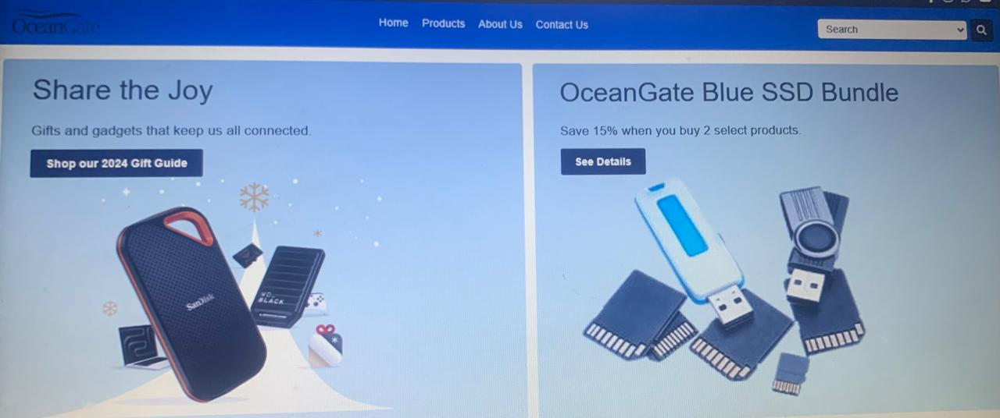 OceanGate
Home Products About Us Contact Us
Search
Share the Joy
Gifts and gadgets that keep us all connected.
Shop our 2024 Gift Guide
SanDisk
WD_
BLACK
OceanGate Blue SSD Bundle
Save 15% when you buy 2 select products.
See Details